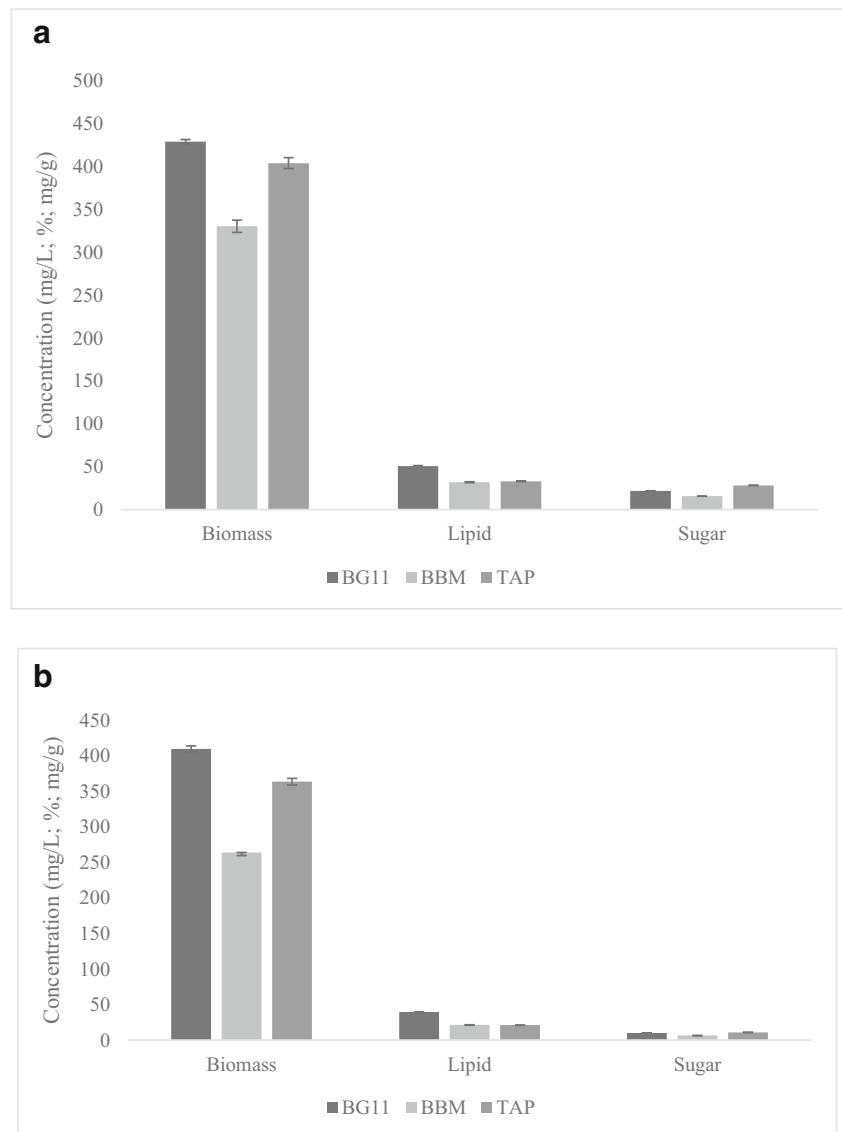 a
Concentration (mg/L; %; mg/g)
500
450
400
350
300
250
200
150
100
50
0
Biomass Lipid Sugar
BG11 BBM TAP
b
Concentration (mg/L; %; mg/g)
450
400
350
300
250
200
150
100
50
0
Biomass Lipid Sugar
BG11 BBM TAP